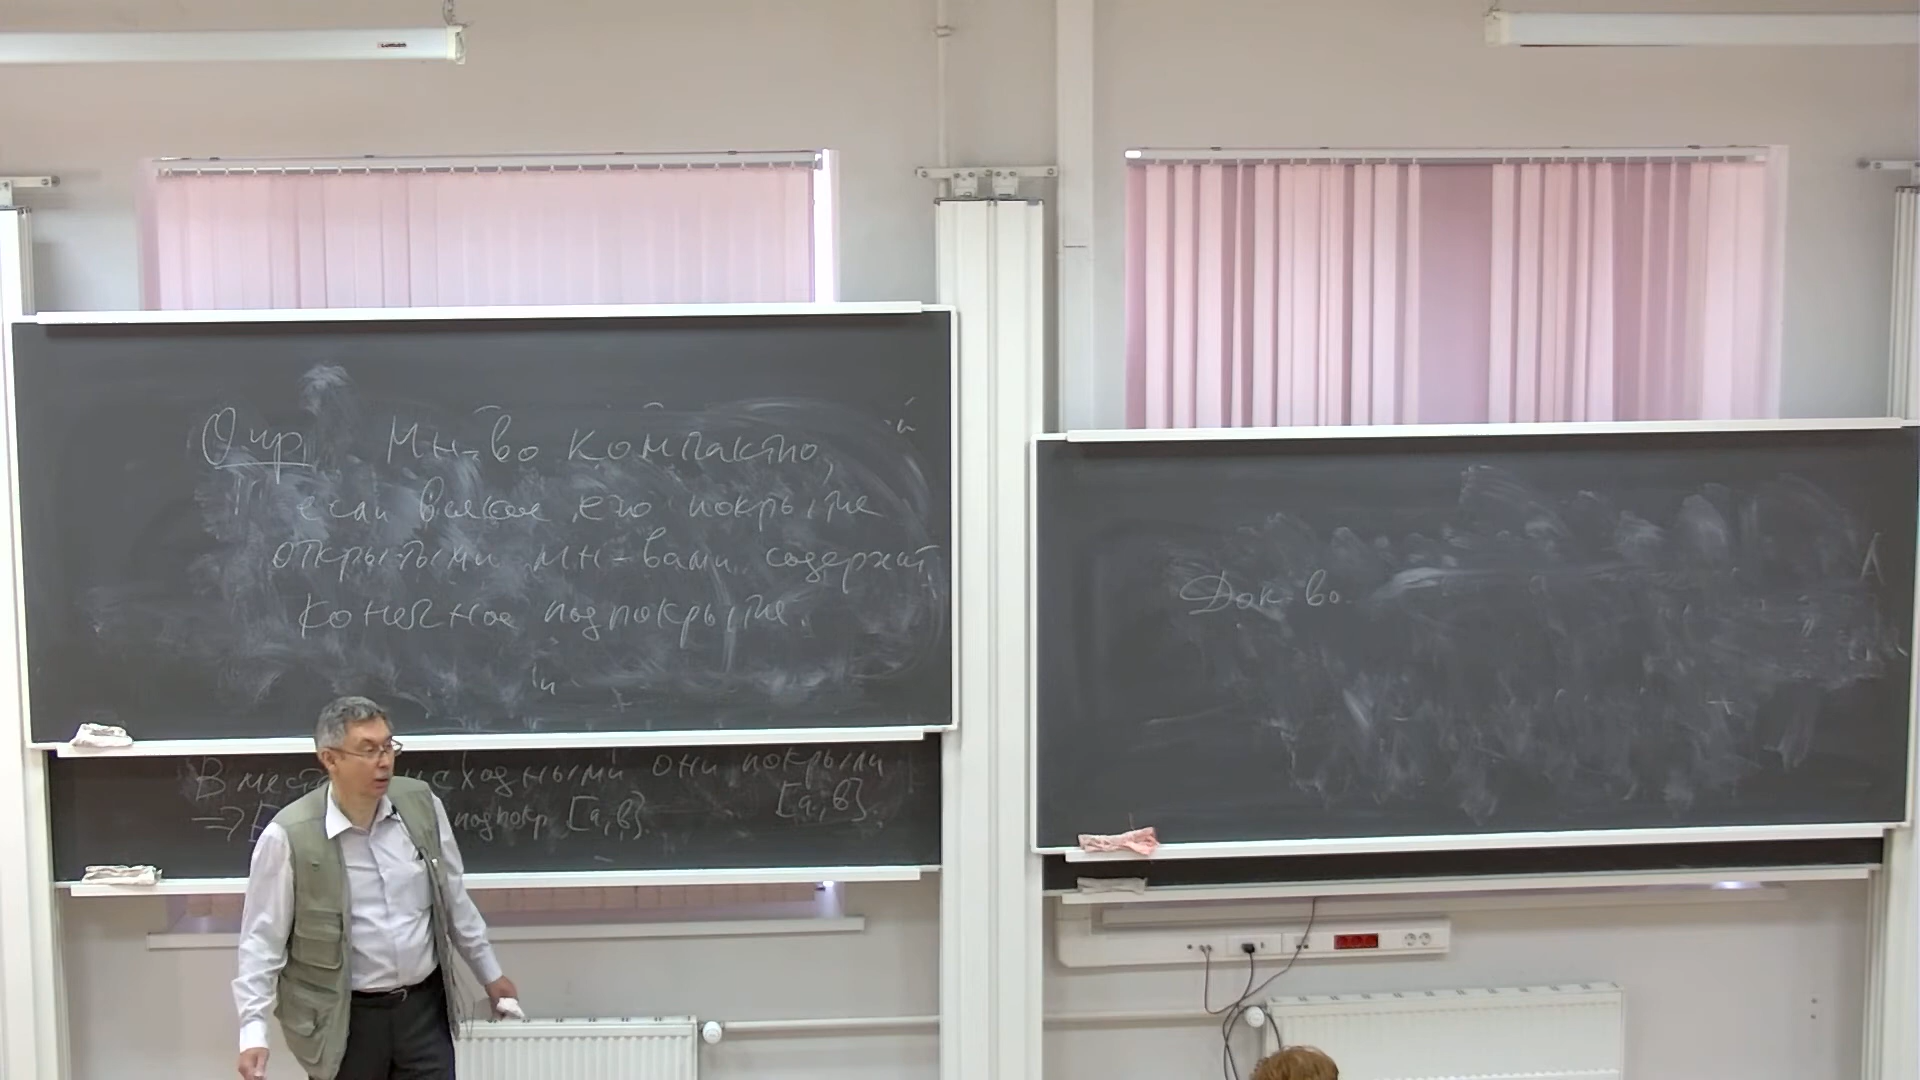 Опр Мн-во компактно,
если всякое его покрытие
открытыми мн-вами содержит
конечное подпокрытие.
Вместе исходными они покрыли
⇒ подпокр. [a, b]. [a, b].
Док-во.